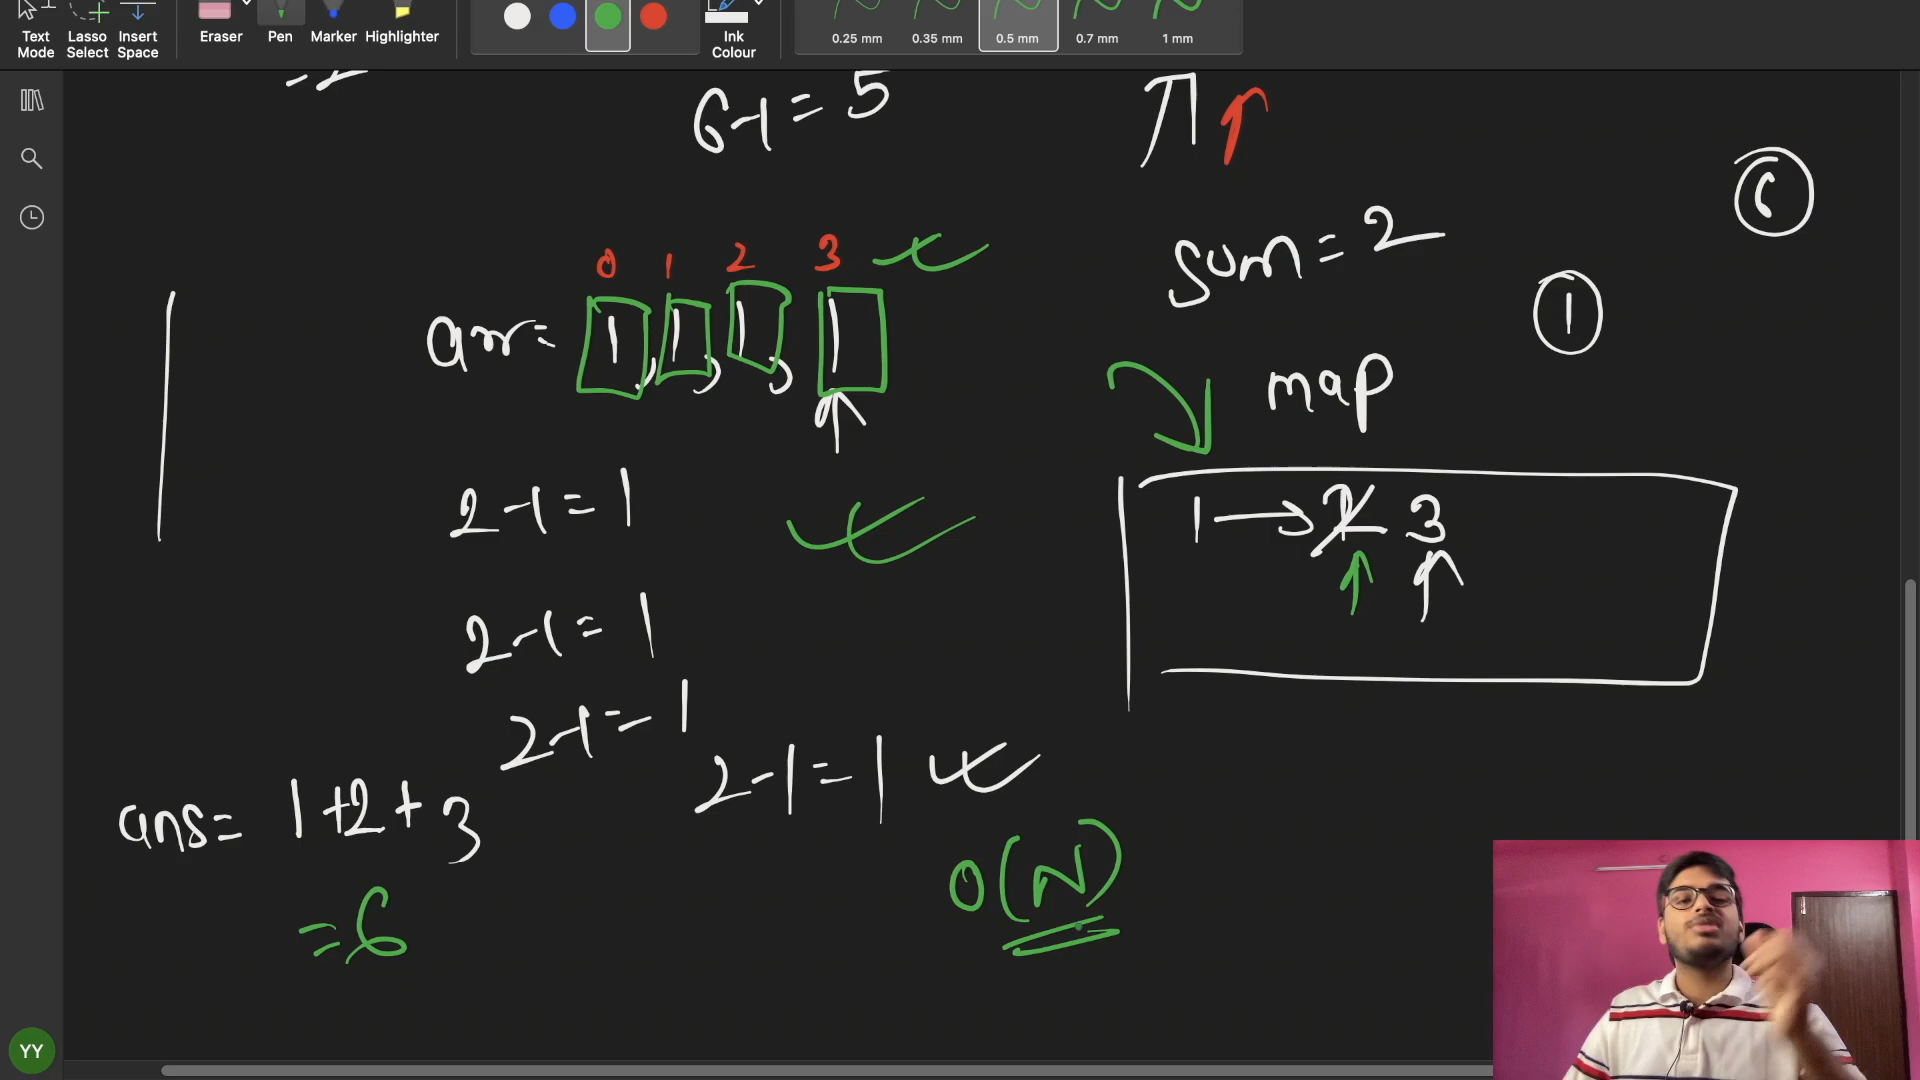 Text Mode
Lasso Select
Insert Space
Eraser
Pen
Marker
Highlighter
Ink Colour
0.25 mm
0.35 mm
0.5 mm
0.7 mm
1 mm
6-1=5
6
0 1 2 3
sum=2
arr= 1, 1, 1, 1
1
map
2-1=1
1→2 3
2-1=1
2-1=1
2-1=1
ans= 1+2+3
O(N)
=6
YY